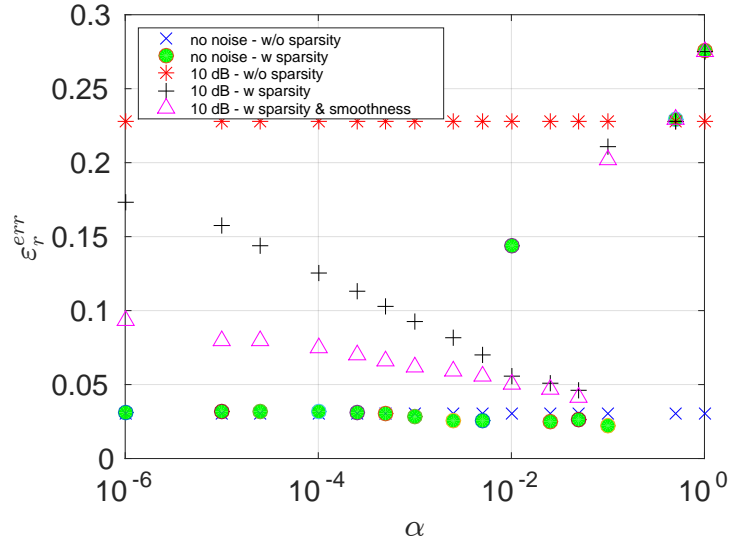 0.3
no noise - w/o sparsity
no noise - w sparsity
10 dB - w/o sparsity
10 dB - w sparsity
10 dB - w sparsity & smoothness
0.25
0.2
0.15
0.1
0.05
0
ε_r^{err}
10^{-6}
10^{-4}
10^{-2}
10^{0}
α